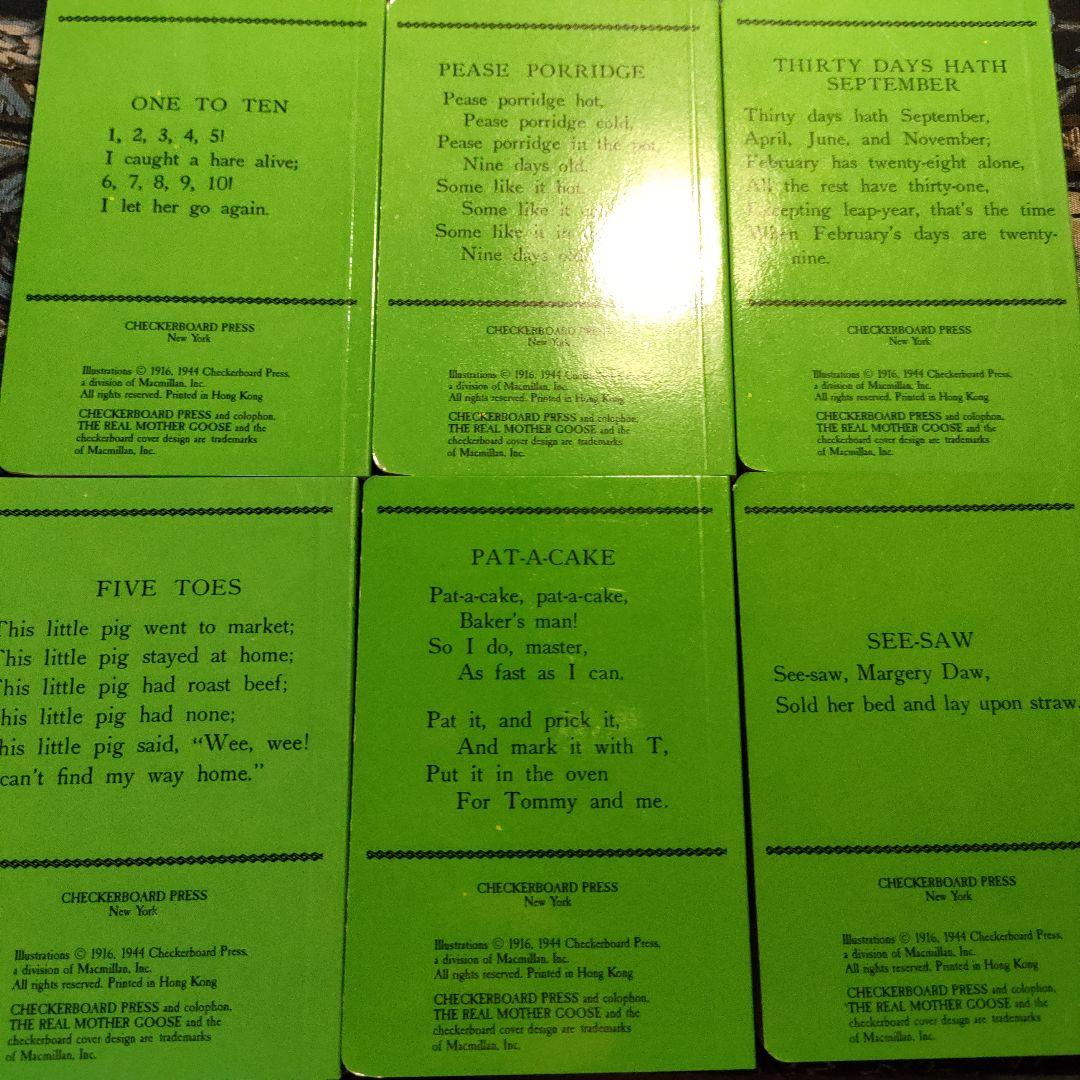 ONE TO TEN
1, 2, 3, 4, 5!
I caught a hare alive;
6, 7, 8, 9, 10!
I let her go again.
CHECKERBOARD PRESS
New York
Illustrations © 1916, 1944 Checkerboard Press,
a division of Macmillan, Inc.
All rights reserved. Printed in Hong Kong
CHECKERBOARD PRESS and colophon,
THE REAL MOTHER GOOSE and the
checkerboard cover design are trademarks
of Macmillan, Inc.
PEASE PORRIDGE
Pease porridge hot,
Pease porridge cold,
Pease porridge in the pot,
Nine days old.
Some like it hot,
Some like it
Some like it in
Nine days old.
CHECKERBOARD PRESS
New York
Illustrations © 1916, 1944
a division of Macmillan, Inc.
All rights reserved. Printed in Hong Kong
CHECKERBOARD PRESS and colophon,
THE REAL MOTHER GOOSE and the
checkerboard cover design are trademarks
of Macmillan, Inc.
THIRTY DAYS HATH
SEPTEMBER
Thirty days hath September,
April, June, and November;
February has twenty-eight alone,
All the rest have thirty-one,
Excepting leap-year, that's the time
When February's days are twenty-
nine.
CHECKERBOARD PRESS
New York
Illustrations © 1916, 1944 Checkerboard Press,
a division of Macmillan, Inc.
All rights reserved. Printed in Hong Kong
CHECKERBOARD PRESS and colophon,
THE REAL MOTHER GOOSE and the
checkerboard cover design are trademarks
of Macmillan, Inc.
FIVE TOES
This little pig went to market;
This little pig stayed at home;
This little pig had roast beef;
This little pig had none;
This little pig said, “Wee, wee!
can't find my way home.”
CHECKERBOARD PRESS
New York
Illustrations © 1916, 1944 Checkerboard Press,
a division of Macmillan, Inc.
All rights reserved. Printed in Hong Kong
CHECKERBOARD PRESS and colophon,
THE REAL MOTHER GOOSE and the
checkerboard cover design are trademarks
of Macmillan, Inc.
PAT-A-CAKE
Pat-a-cake, pat-a-cake,
Baker's man!
So I do, master,
As fast as I can.
Pat it, and prick it,
And mark it with T,
Put it in the oven
For Tommy and me.
CHECKERBOARD PRESS
New York
Illustrations © 1916, 1944 Checkerboard Press,
a division of Macmillan, Inc.
All rights reserved. Printed in Hong Kong
CHECKERBOARD PRESS and colophon,
THE REAL MOTHER GOOSE and the
checkerboard cover design are trademarks
of Macmillan, Inc.
SEE-SAW
See-saw, Margery Daw,
Sold her bed and lay upon straw.
CHECKERBOARD PRESS
New York
Illustrations © 1916, 1944 Checkerboard Press,
a division of Macmillan, Inc.
All rights reserved. Printed in Hong Kong
CHECKERBOARD PRESS and colophon,
THE REAL MOTHER GOOSE and the
checkerboard cover design are trademarks
of Macmillan, Inc.